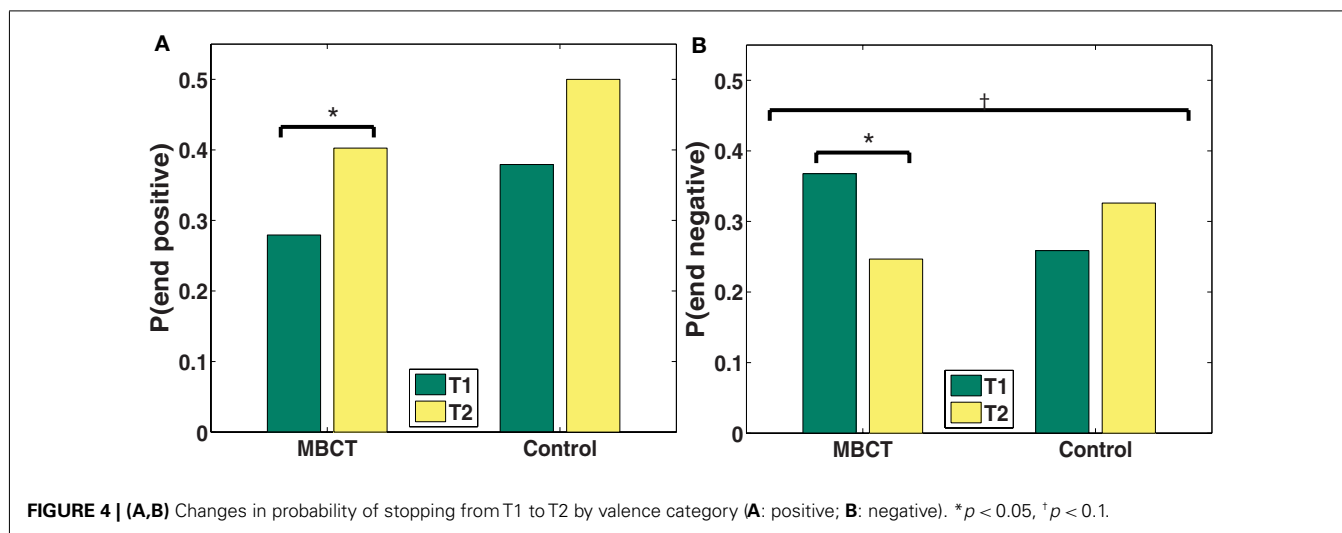 A
0.5
0.4
0.3
0.2
0.1
0
P(end positive)
*
T1
T2
MBCT
Control
B
0.5
0.4
0.3
0.2
0.1
0
P(end negative)
†
*
T1
T2
MBCT
Control
FIGURE 4 | (A,B) Changes in probability of stopping from T1 to T2 by valence category (A: positive; B: negative). *p < 0.05, †p < 0.1.